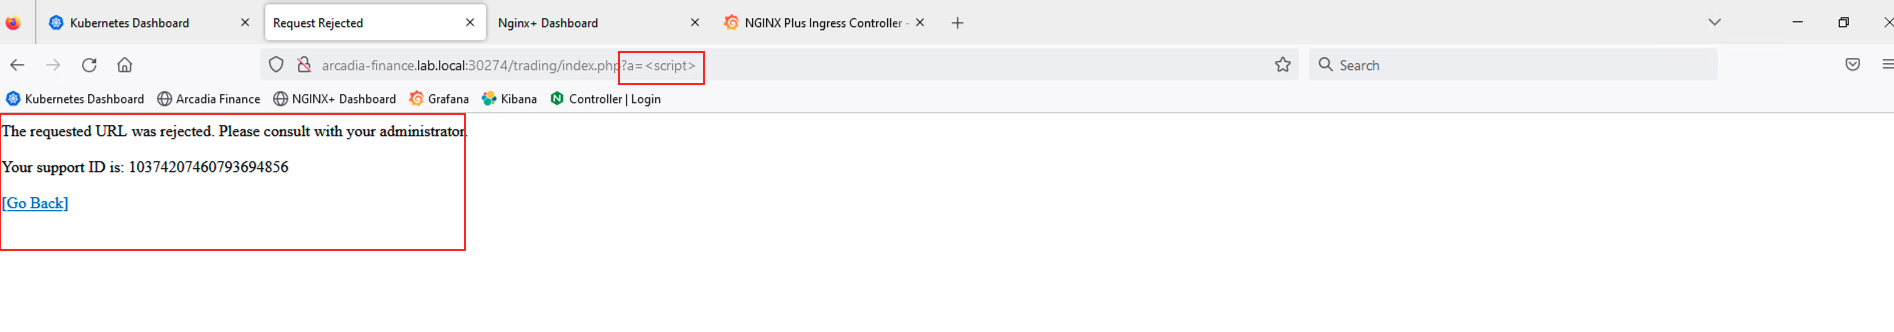 Kubernetes Dashboard
Request Rejected
Nginx+ Dashboard
NGINX Plus Ingress Controller -
arcadia-finance.lab.local:30274/trading/index.php?a=<script>
Search
Kubernetes Dashboard
Arcadia Finance
NGINX+ Dashboard
Grafana
Kibana
Controller | Login
The requested URL was rejected. Please consult with your administrator.
Your support ID is: 10374207460793694856
[Go Back]